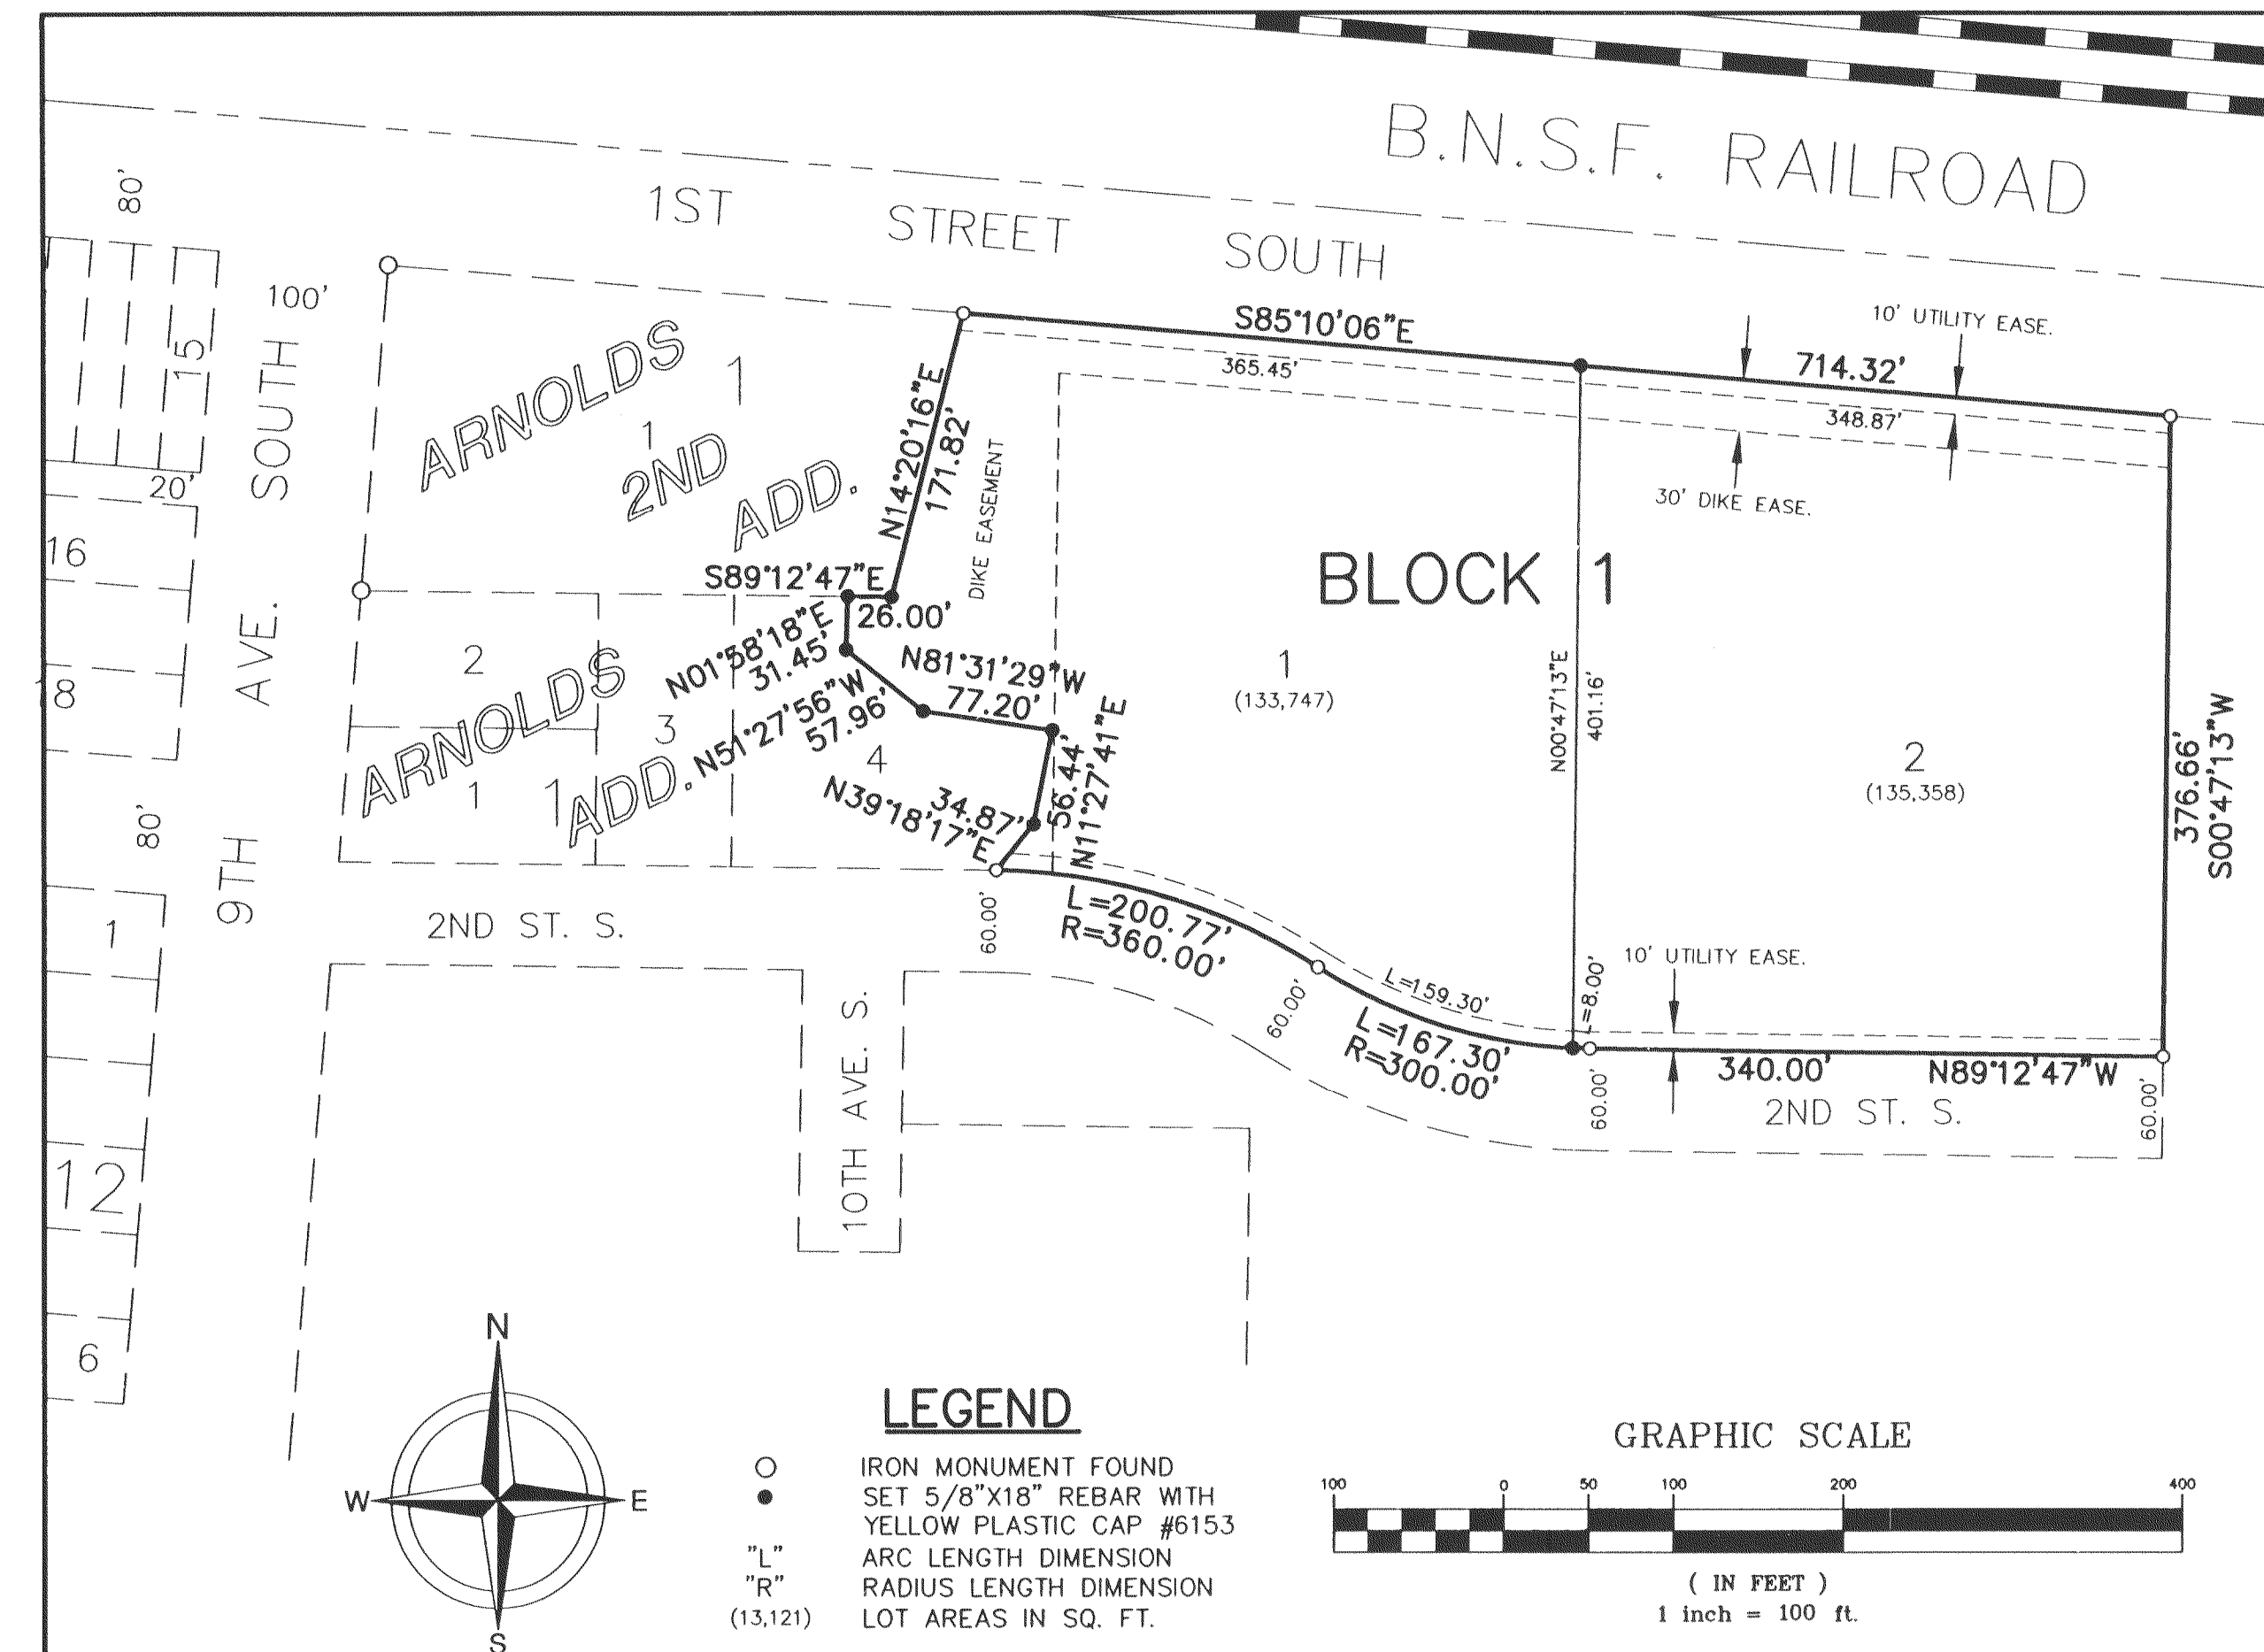 B.N.S.F. RAILROAD
1ST STREET SOUTH
80'
100'
15
20'
16
18
80'
1
12
6
9TH AVE. SOUTH
ARNOLDS
2ND
ADD.
1
1
ARNOLDS
ADD.
2
1
1
3
4
S85°10'06"E
714.32'
365.45'
348.87'
10' UTILITY EASE.
30' DIKE EASE.
N14°20'16"E
171.82'
DIKE EASEMENT
S89°12'47"E
26.00'
N01°58'18"E
31.45'
N51°27'56"W
57.96'
N81°31'29"W
77.20'
56.44'
N11°27'41"E
34.87'
N39°18'17"E
BLOCK 1
1
(133,747)
N00°47'13"E
401.16'
2
(135,358)
376.66'
S00°47'13"W
60.00'
L=200.77'
R=360.00'
60.00'
L=159.30'
L=167.30'
R=300.00'
L=8.00'
10' UTILITY EASE.
340.00'
N89°12'47"W
60.00'
2ND ST. S.
60.00'
2ND ST. S.
10TH AVE. S.
N
W
E
S
LEGEND
IRON MONUMENT FOUND
SET 5/8"X18" REBAR WITH
YELLOW PLASTIC CAP #6153
"L" ARC LENGTH DIMENSION
"R" RADIUS LENGTH DIMENSION
(13,121) LOT AREAS IN SQ. FT.
GRAPHIC SCALE
100 0 50 100 200 400
( IN FEET )
1 inch = 100 ft.